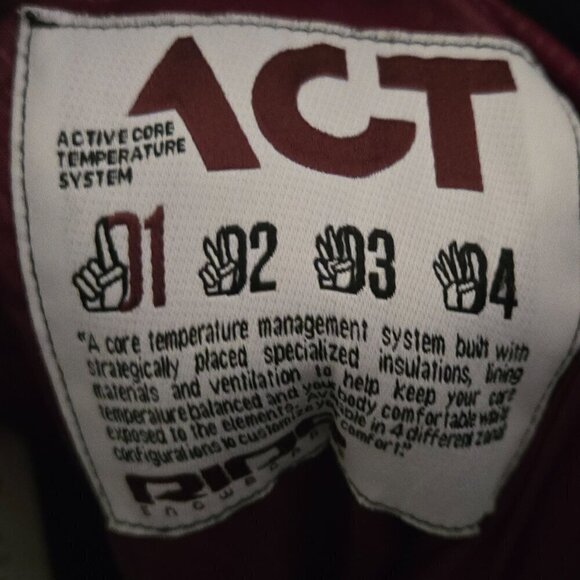 ACT
ACTIVE CORE
TEMPERATURE
SYSTEM
01 02 03 04
"A core temperature management system built with
strategically placed specialized insulations, lining
materials and ventilation to help keep your core
temperature balanced and your body comfortable while
exposed to the elements. Available in 4 different zonal
configurations to customize comfort."